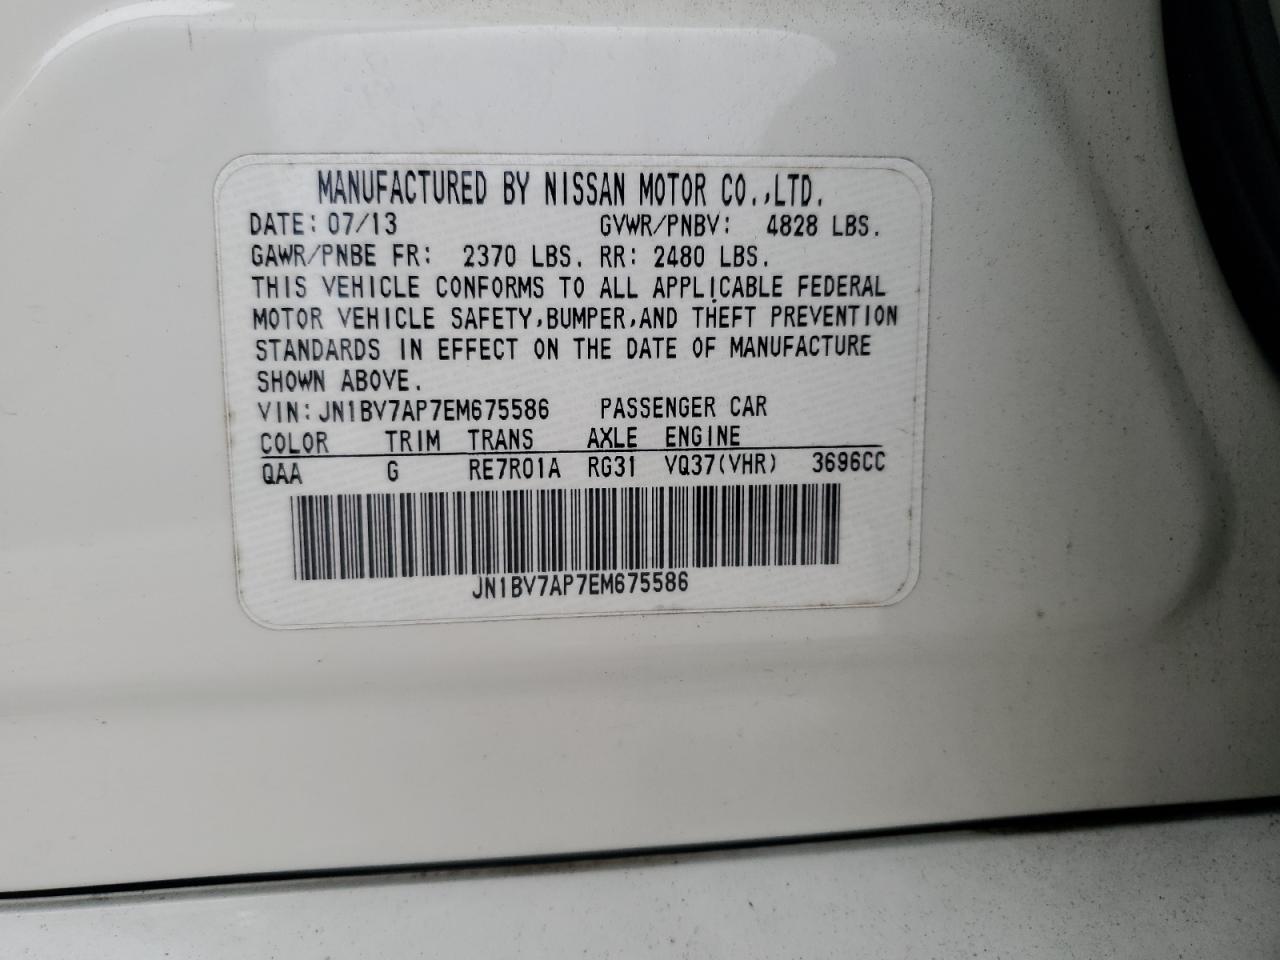 MANUFACTURED BY NISSAN MOTOR CO.,LTD.
DATE: 07/13 GVWR/PNBV: 4828 LBS.
GAWR/PNBE FR: 2370 LBS. RR: 2480 LBS.
THIS VEHICLE CONFORMS TO ALL APPLICABLE FEDERAL
MOTOR VEHICLE SAFETY,BUMPER,AND THEFT PREVENTION
STANDARDS IN EFFECT ON THE DATE OF MANUFACTURE
SHOWN ABOVE.
VIN: JN1BV7AP7EM675586 PASSENGER CAR
COLOR TRIM TRANS AXLE ENGINE
QAA G RE7R01A RG31 VQ37(VHR) 3696CC
JN1BV7AP7EM675586